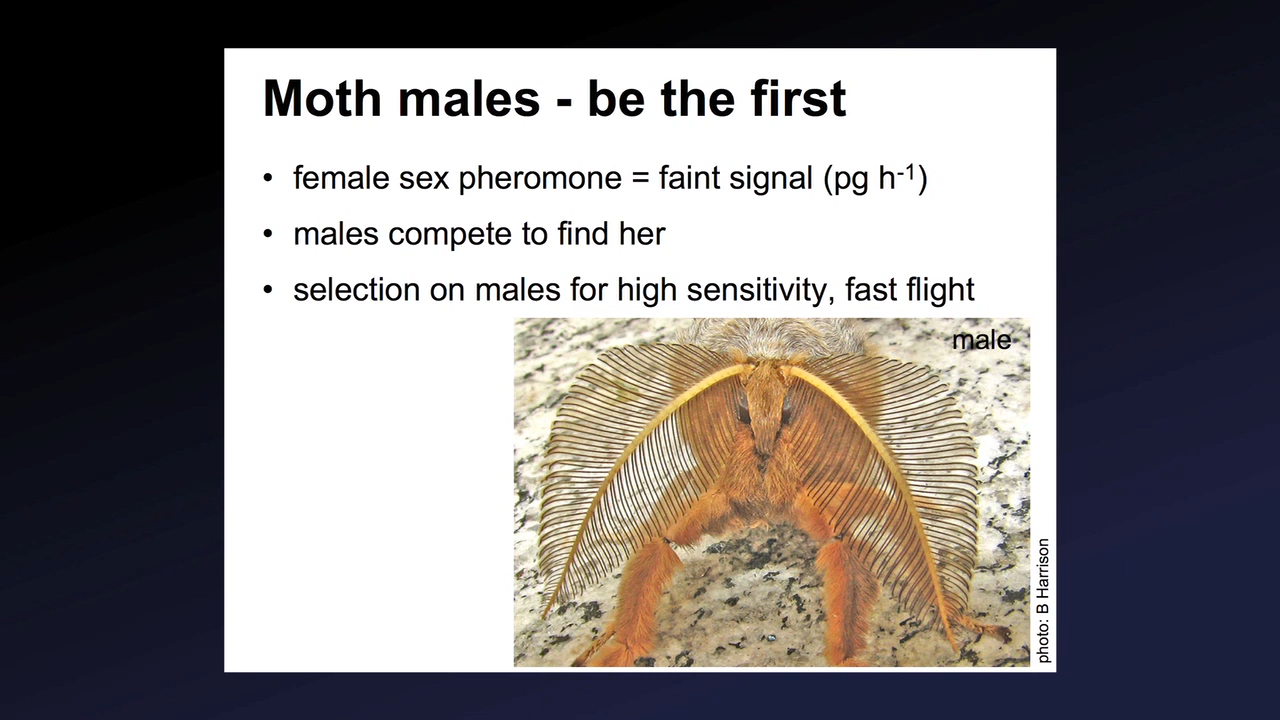 Moth males - be the first
• female sex pheromone = faint signal (pg h⁻¹)
• males compete to find her
• selection on males for high sensitivity, fast flight
male
photo: B Harrison